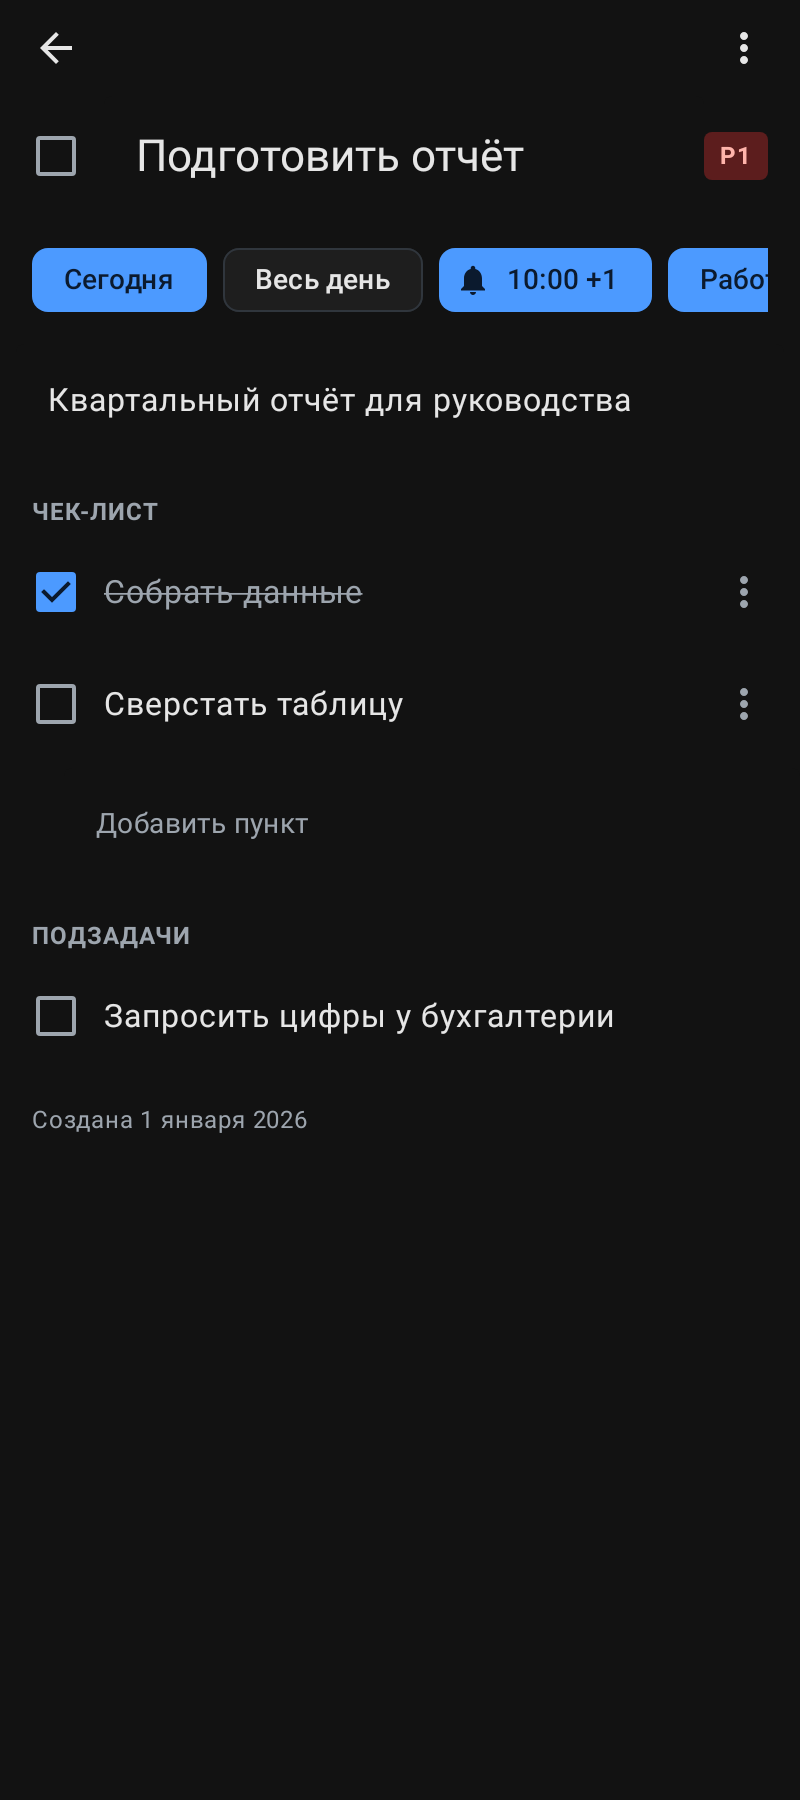 Подготовить отчёт
P1
Сегодня
Весь день
10:00 +1
Квартальный отчёт для руководства
ЧЕК-ЛИСТ
Собрать данные
Сверстать таблицу
Добавить пункт
ПОДЗАДАЧИ
Запросить цифры у бухгалтерии
Создана 1 января 2026